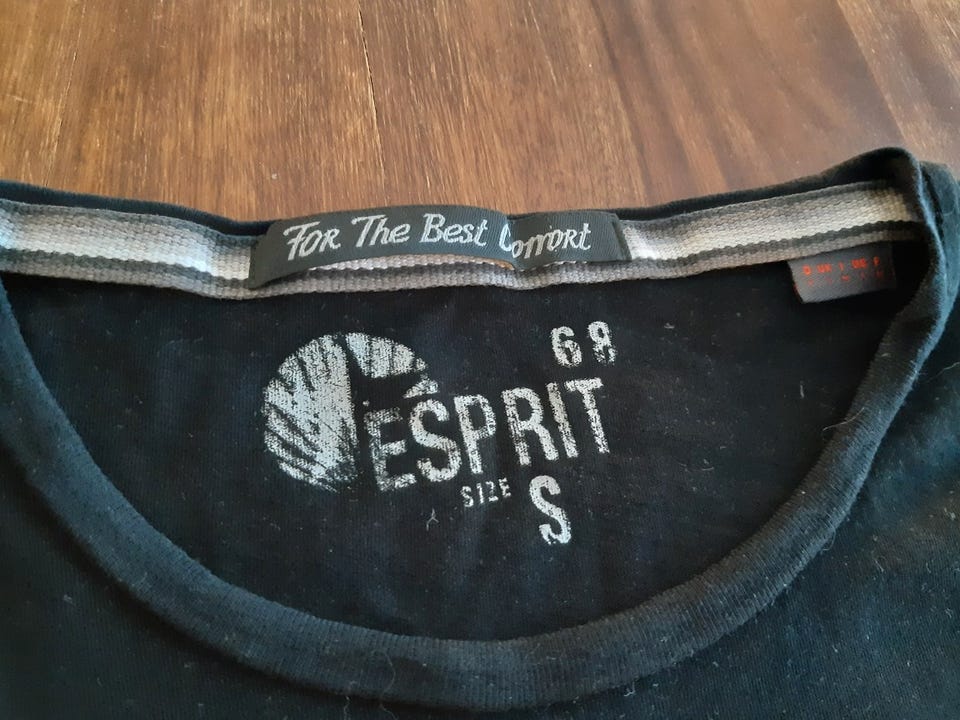 FOR The Best Comfort
68
ESPRIT
SIZE
S